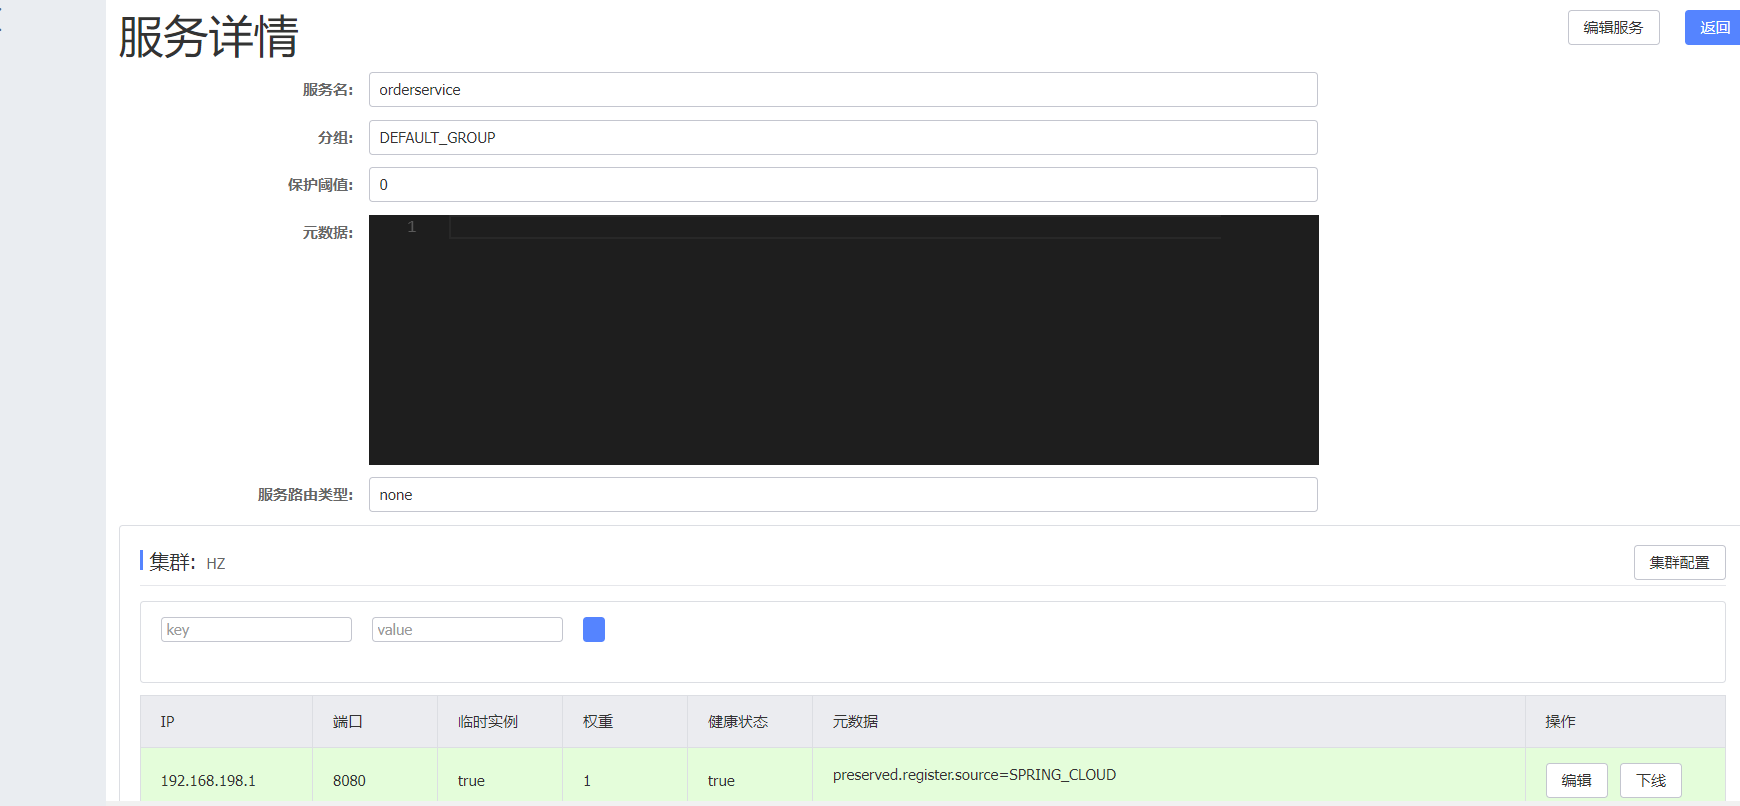 服务详情
编辑服务 返回
服务名: orderservice
分组: DEFAULT_GROUP
保护阈值: 0
元数据: 1
服务路由类型: none
集群: HZ 集群配置
key value
IP 端口 临时实例 权重 健康状态 元数据 操作
192.168.198.1 8080 true 1 true preserved.register.source=SPRING_CLOUD 编辑 下线